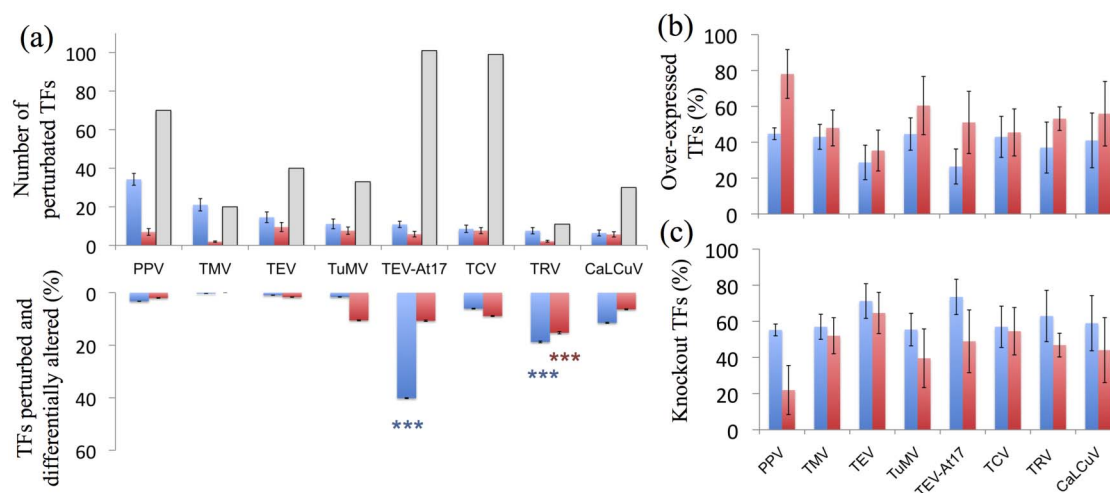 (a)
Number of
perturbated TFs
100
80
60
40
20
0
PPV TMV TEV TuMV TEV-At17 TCV TRV CaLCuV
TFs perturbed and
differentially altered (%)
0
20
40
60
***
***
***
(b)
Over-expressed
TFs (%)
100
80
60
40
20
0
(c)
Knockout TFs (%)
100
80
60
40
20
0
PPV TMV TEV TuMV TEV-At17 TCV TRV CaLCuV